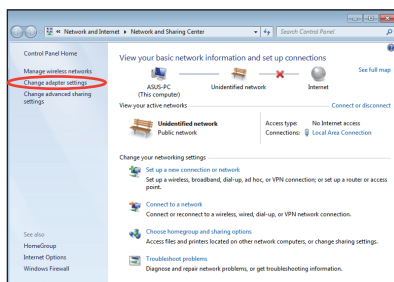 Network and Internet ▸ Network and Sharing Center
Search Control Panel
Control Panel Home
Manage wireless networks
Change adapter settings
Change advanced sharing
settings
See also
HomeGroup
Internet Options
Windows Firewall
View your basic network information and set up connections
See full map
ASUS-PC
(This computer)
Unidentified network
Internet
View your active networks
Connect or disconnect
Unidentified network
Public network
Access type: No Internet access
Connections: Local Area Connection
Change your networking settings
Set up a new connection or network
Set up a wireless, broadband, dial-up, ad hoc, or VPN connection; or set up a router or access
point.
Connect to a network
Connect or reconnect to a wireless, wired, dial-up, or VPN network connection.
Choose homegroup and sharing options
Access files and printers located on other network computers, or change sharing settings.
Troubleshoot problems
Diagnose and repair network problems, or get troubleshooting information.